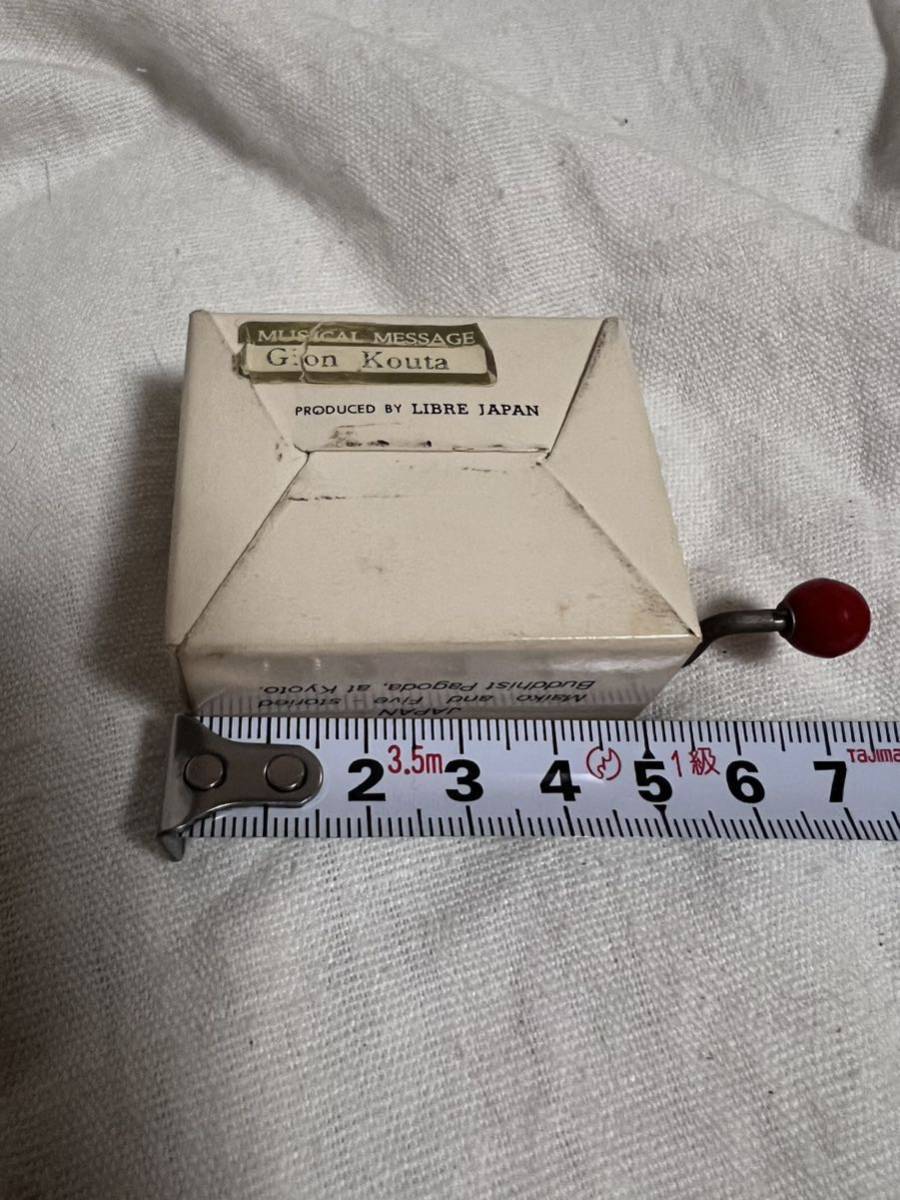 MUSICAL MESSAGE
Gion Kouta
PRODUCED BY LIBRE JAPAN
JAPAN
Maiko and Five storied
Buddhist Pagoda, at Kyoto.
2 3.5m 3 4 5 1級 6 7 Tajima